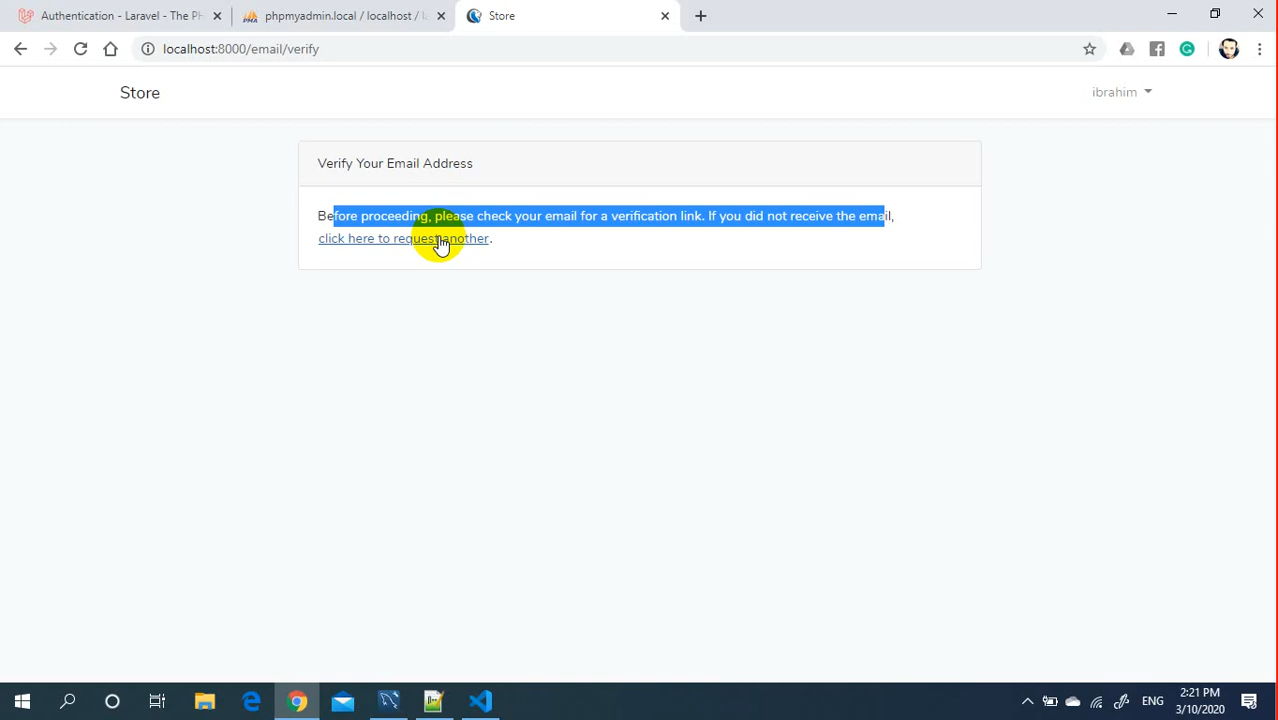 Authentication - Laravel - The PH
phpmyadmin.local / localhost / l
Store
localhost:8000/email/verify
Store
ibrahim
Verify Your Email Address
Before proceeding, please check your email for a verification link. If you did not receive the email,
click here to request another.
ENG
2:21 PM
3/10/2020